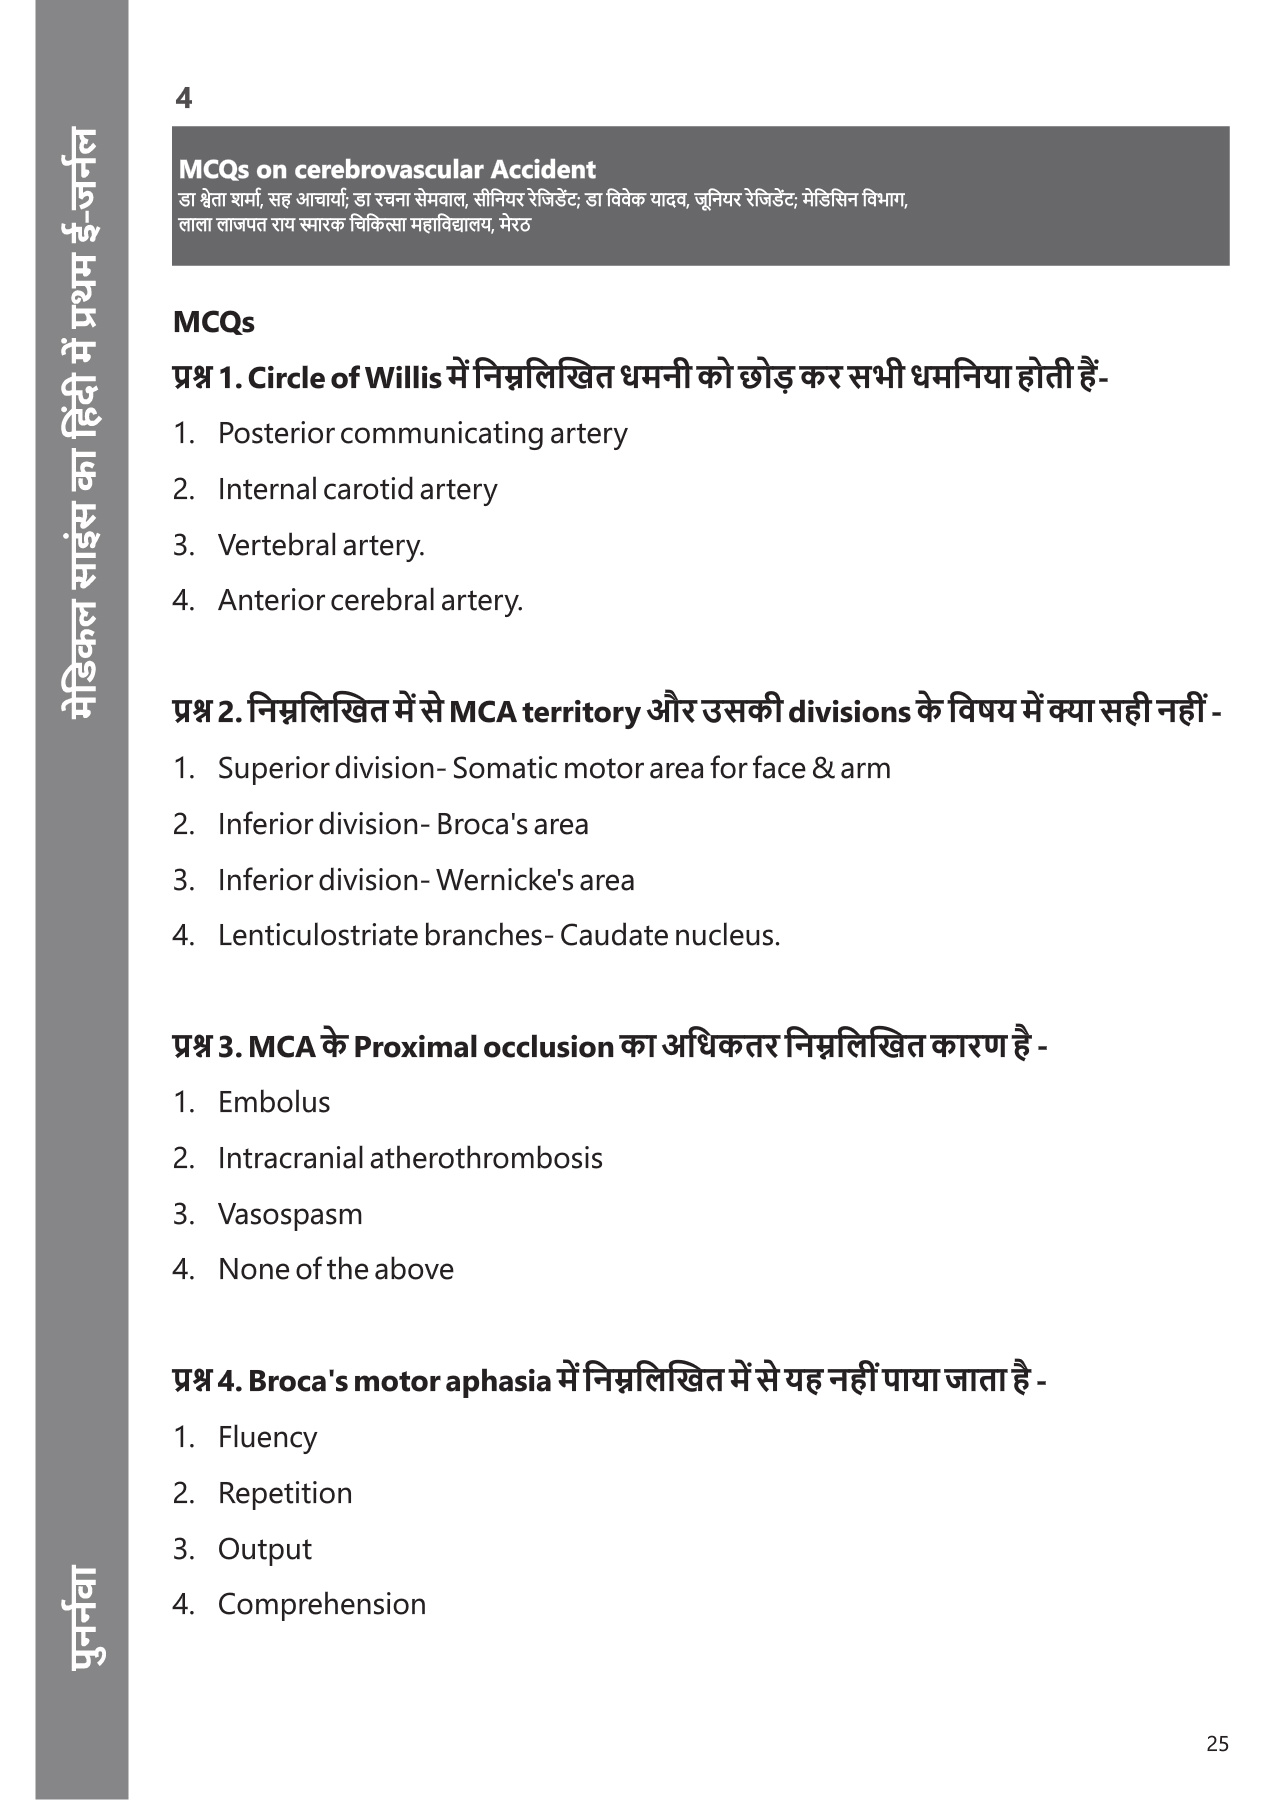 मेडिकल साइंस का हिंदी में प्रथम ई-जर्नल
पुनर्नवा
4
MCQs on cerebrovascular Accident
डा श्वेता शर्मा, सह आचार्या; डा रचना सेमवाल, सीनियर रेजिडेंट; डा विवेक यादव, जूनियर रेजिडेंट; मेडिसिन विभाग,
लाला लाजपत राय स्मारक चिकित्सा महाविद्यालय, मेरठ
MCQs
प्रश्न 1. Circle of Willis में निम्नलिखित धमनी को छोड़ कर सभी धमनिया होती हैं-
1. Posterior communicating artery
2. Internal carotid artery
3. Vertebral artery.
4. Anterior cerebral artery.
प्रश्न 2. निम्नलिखित में से MCA territory और उसकी divisions के विषय में क्या सही नहीं -
1. Superior division- Somatic motor area for face & arm
2. Inferior division- Broca's area
3. Inferior division- Wernicke's area
4. Lenticulostriate branches- Caudate nucleus.
प्रश्न 3. MCA के Proximal occlusion का अधिकतर निम्नलिखित कारण है -
1. Embolus
2. Intracranial atherothrombosis
3. Vasospasm
4. None of the above
प्रश्न 4. Broca's motor aphasia में निम्नलिखित में से यह नहीं पाया जाता है -
1. Fluency
2. Repetition
3. Output
4. Comprehension
25